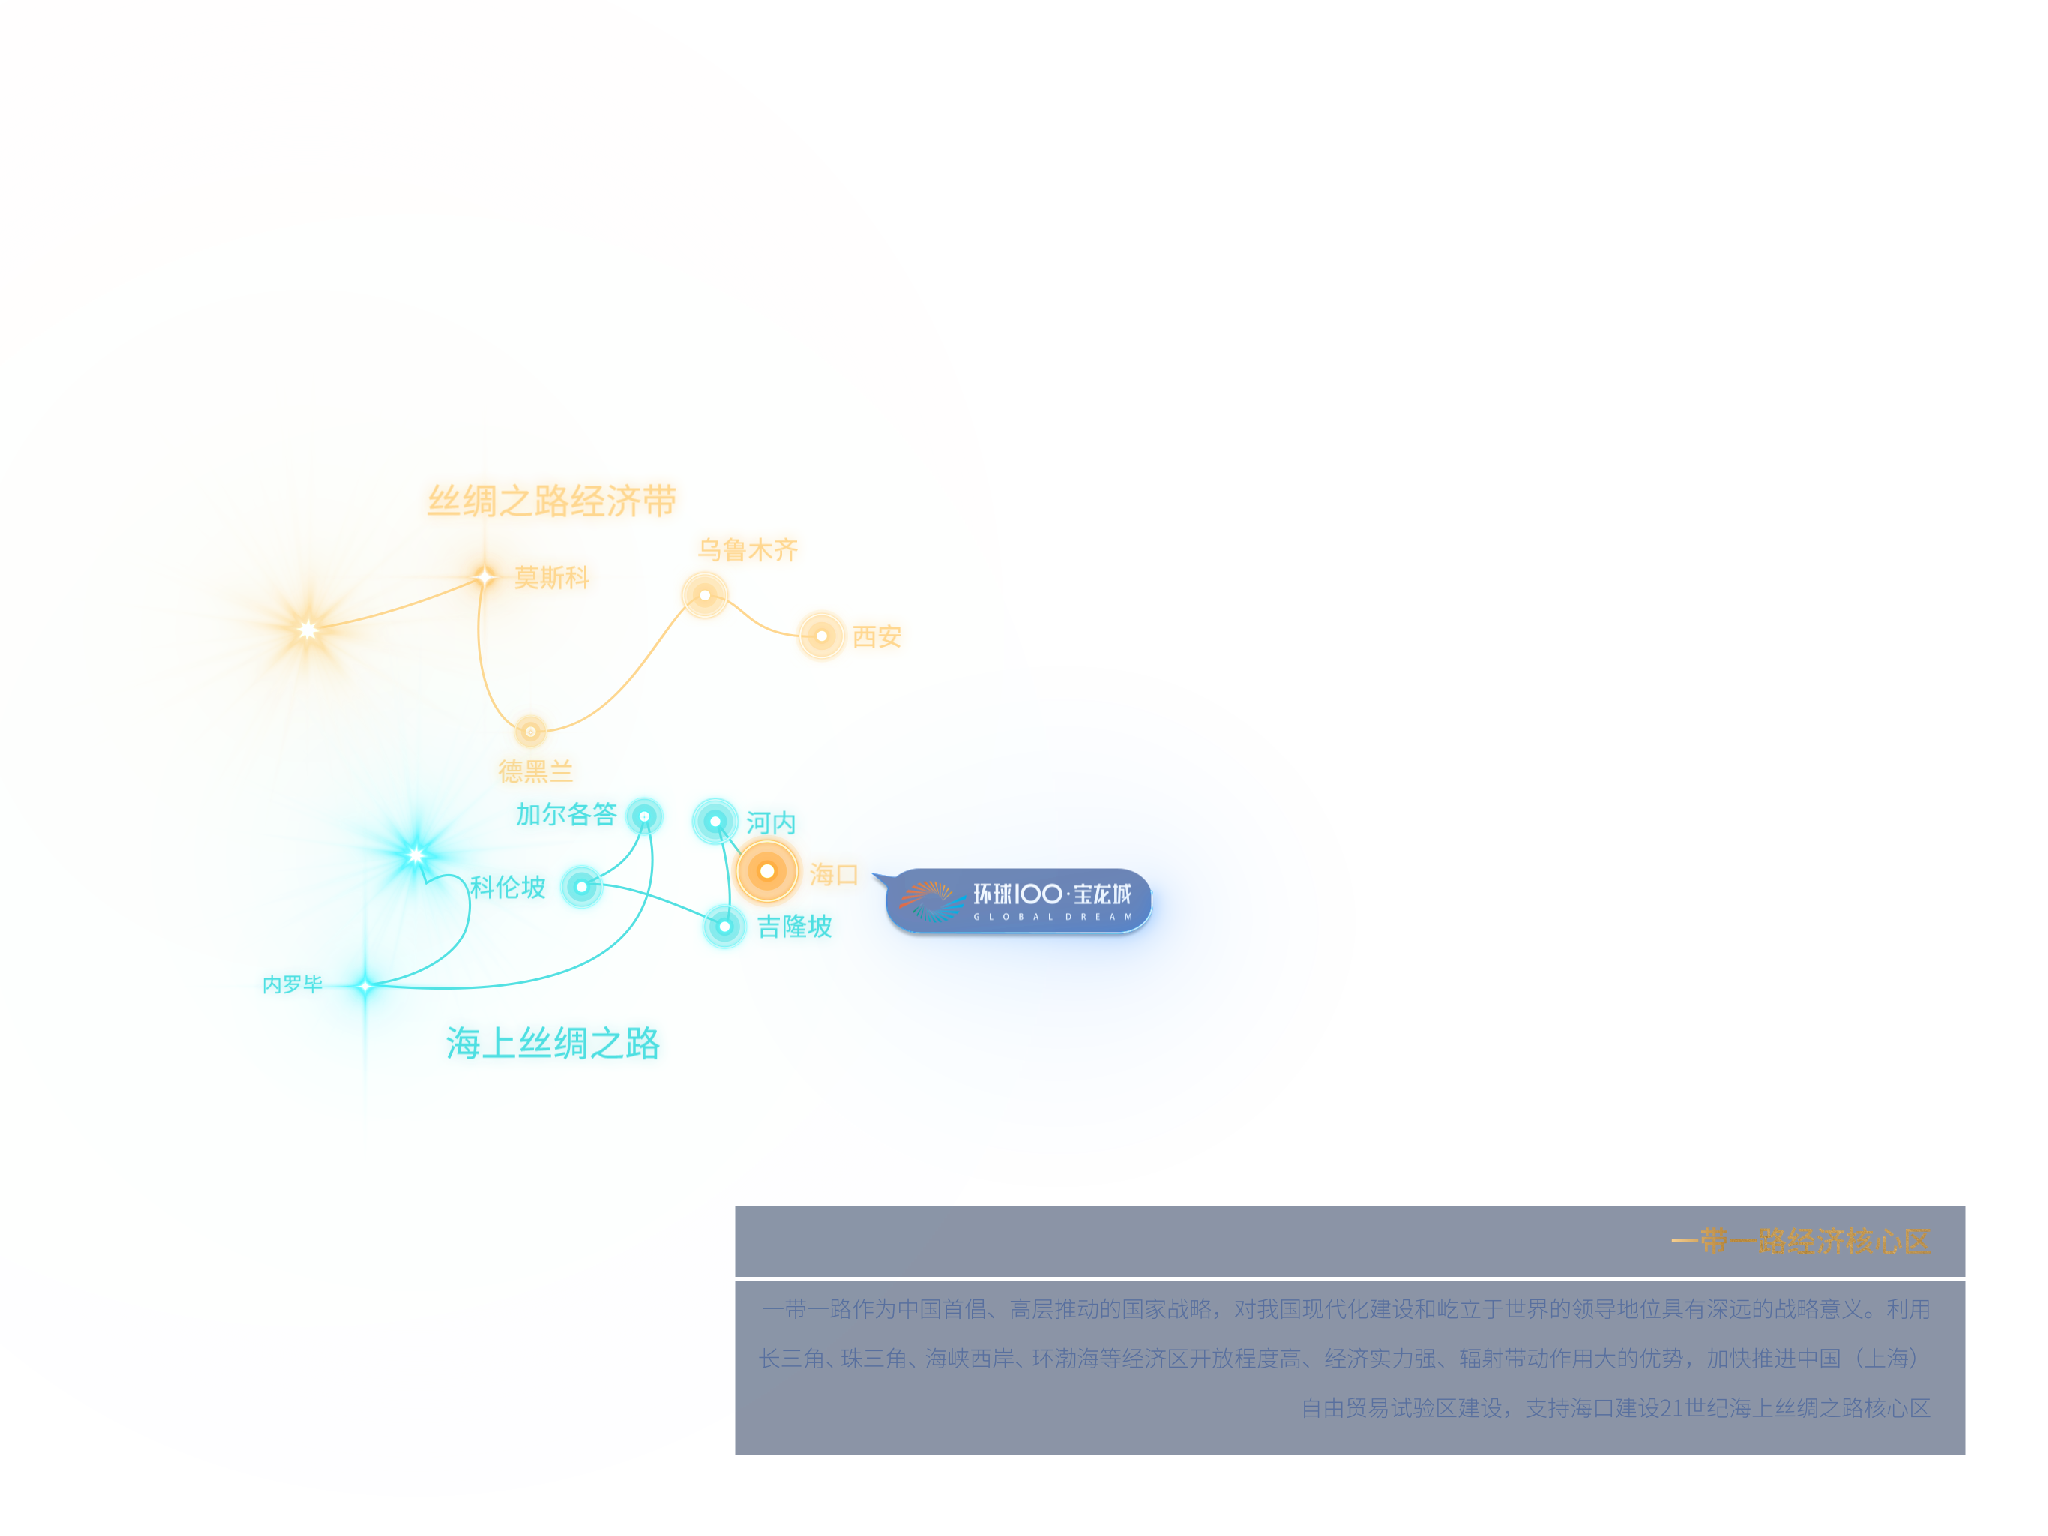 丝绸之路经济带
乌鲁木齐
莫斯科
西安
德黑兰
加尔各答
河内
海口
科伦坡
环球100·宝龙城
GLOBAL DREAM
吉隆坡
内罗毕
海上丝绸之路
一带一路经济核心区
一带一路作为中国首倡、高层推动的国家战略，对我国现代化建设和屹立于世界的领导地位具有深远的战略意义。利用
长三角、珠三角、海峡西岸、环渤海等经济区开放程度高、经济实力强、辐射带动作用大的优势，加快推进中国（上海）
自由贸易试验区建设，支持海口建设21世纪海上丝绸之路核心区